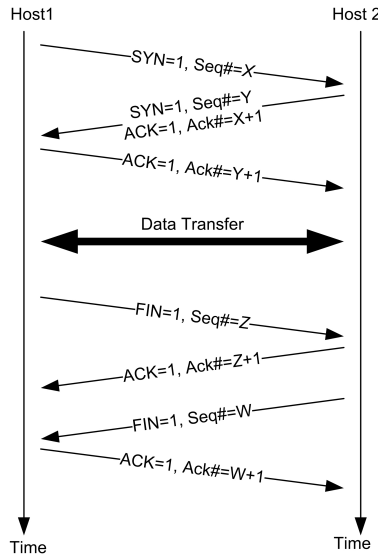 Host1
Host 2
SYN=1, Seq#=X
SYN=1, Seq#=Y
ACK=1, Ack#=X+1
ACK=1, Ack#=Y+1
Data Transfer
FIN=1, Seq#=Z
ACK=1, Ack#=Z+1
FIN=1, Seq#=W
ACK=1, Ack#=W+1
Time
Time